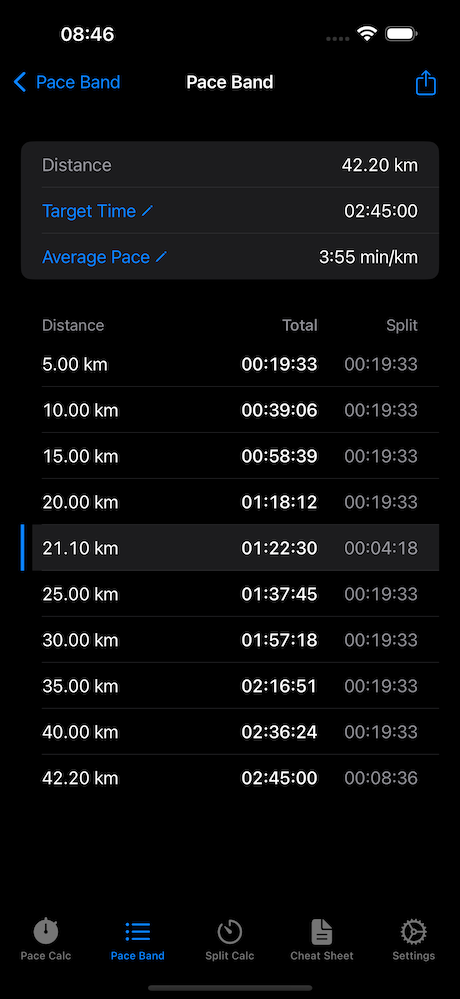 08:46
Pace Band Pace Band
Distance 42.20 km
Target Time 02:45:00
Average Pace 3:55 min/km
Distance Total Split
5.00 km 00:19:33 00:19:33
10.00 km 00:39:06 00:19:33
15.00 km 00:58:39 00:19:33
20.00 km 01:18:12 00:19:33
21.10 km 01:22:30 00:04:18
25.00 km 01:37:45 00:19:33
30.00 km 01:57:18 00:19:33
35.00 km 02:16:51 00:19:33
40.00 km 02:36:24 00:19:33
42.20 km 02:45:00 00:08:36
Pace Calc Pace Band Split Calc Cheat Sheet Settings